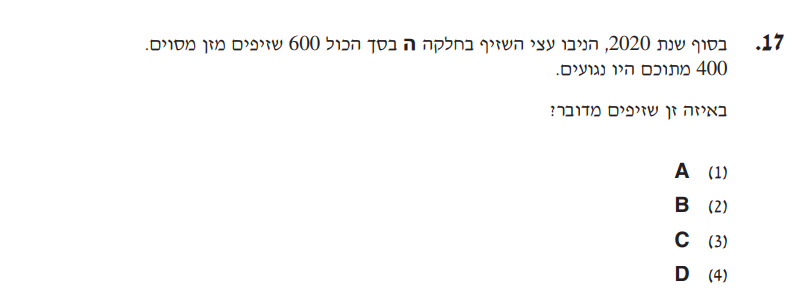 17. בסוף שנת 2020, הניבו עצי השזיף בחלקה ה בסך הכול 600 שזיפים מזן מסוים.
400 מתוכם היו נגועים.
באיזה זן שזיפים מדובר?
(1) A
(2) B
(3) C
(4) D